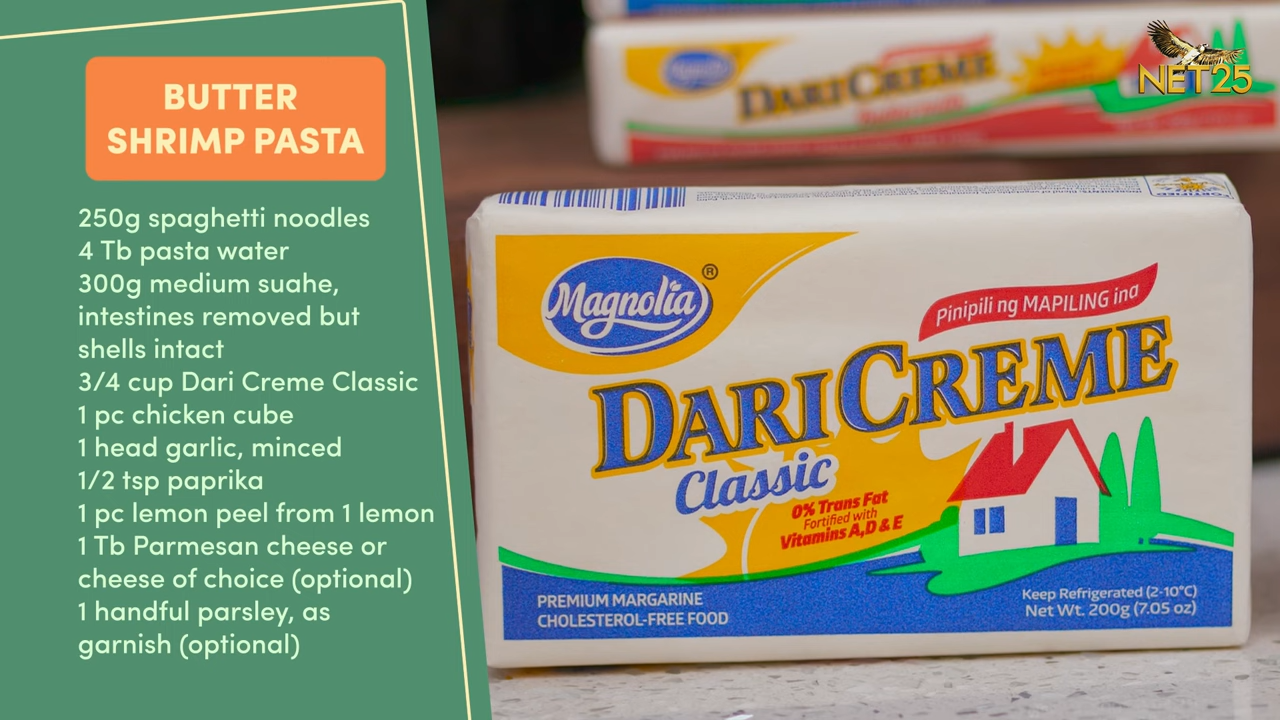 BUTTER
SHRIMP PASTA
250g spaghetti noodles
4 Tb pasta water
300g medium suahe,
intestines removed but
shells intact
3/4 cup Dari Creme Classic
1 pc chicken cube
1 head garlic, minced
1/2 tsp paprika
1 pc lemon peel from 1 lemon
1 Tb Parmesan cheese or
cheese of choice (optional)
1 handful parsley, as
garnish (optional)
NET25
Magnolia
DARI CREME
Magnolia®
Pinipili ng MAPILING ina
DARI CREME
Classic
0% Trans Fat
Fortified with
Vitamins A,D & E
PREMIUM MARGARINE
CHOLESTEROL-FREE FOOD
Keep Refrigerated (2-10°C)
Net Wt. 200g (7.05 oz)